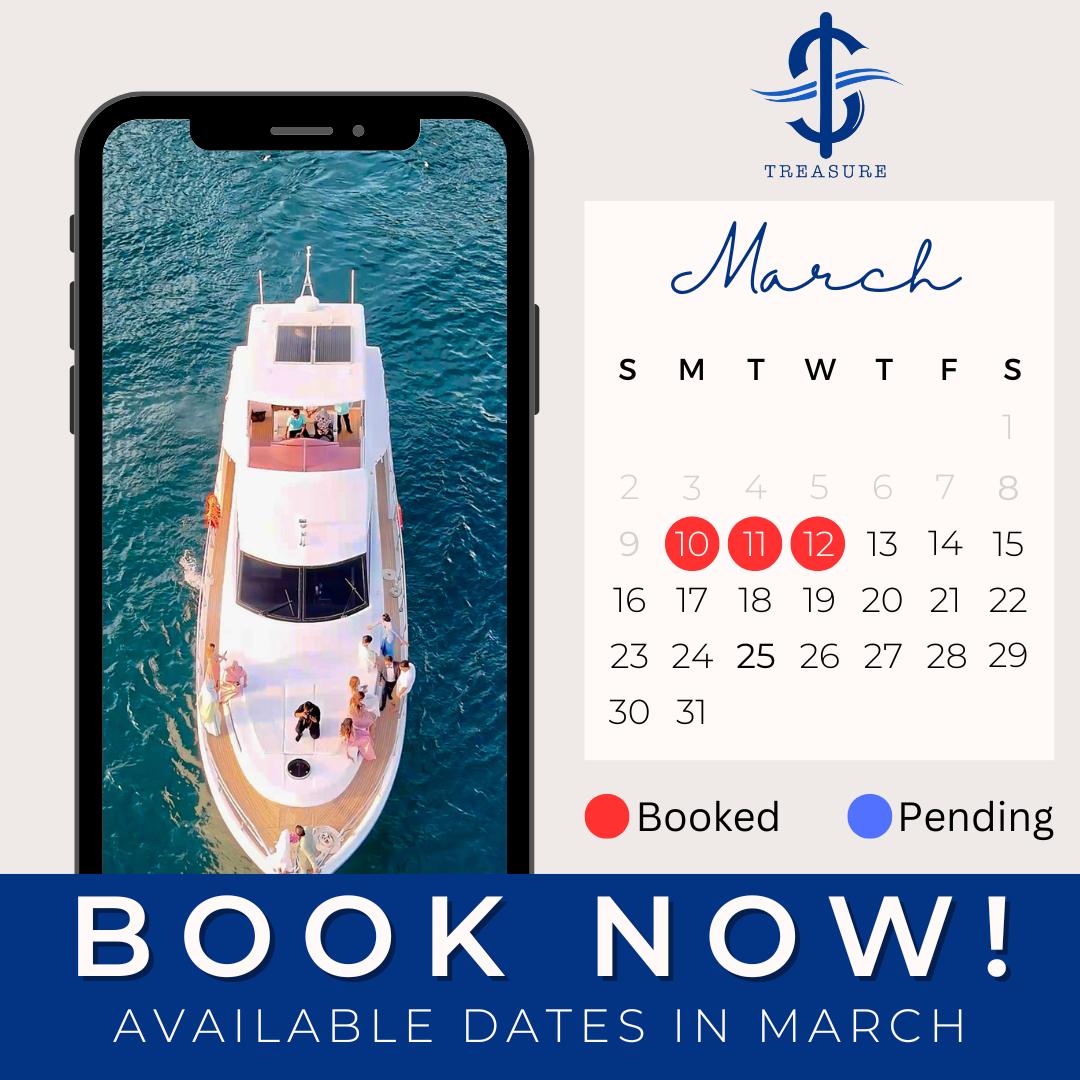 TREASURE
March
S M T W T F S
1
2 3 4 5 6 7 8
9 10 11 12 13 14 15
16 17 18 19 20 21 22
23 24 25 26 27 28 29
30 31
Booked Pending
BOOK NOW!
AVAILABLE DATES IN MARCH